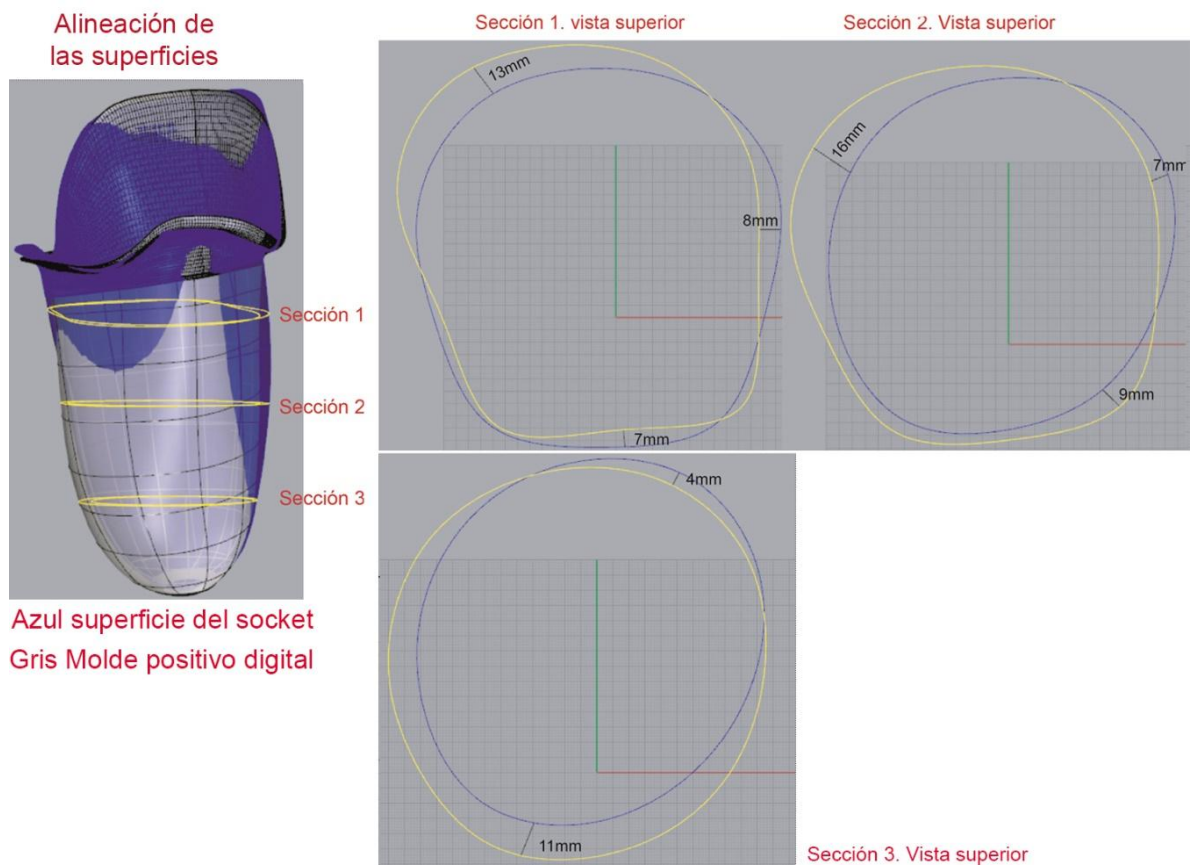 Alineación de
las superficies
Sección 1
Sección 2
Sección 3
Azul superficie del socket
Gris Molde positivo digital
Sección 1. vista superior
13mm
8mm
7mm
Sección 2. Vista superior
16mm
7mm
9mm
4mm
11mm
Sección 3. Vista superior